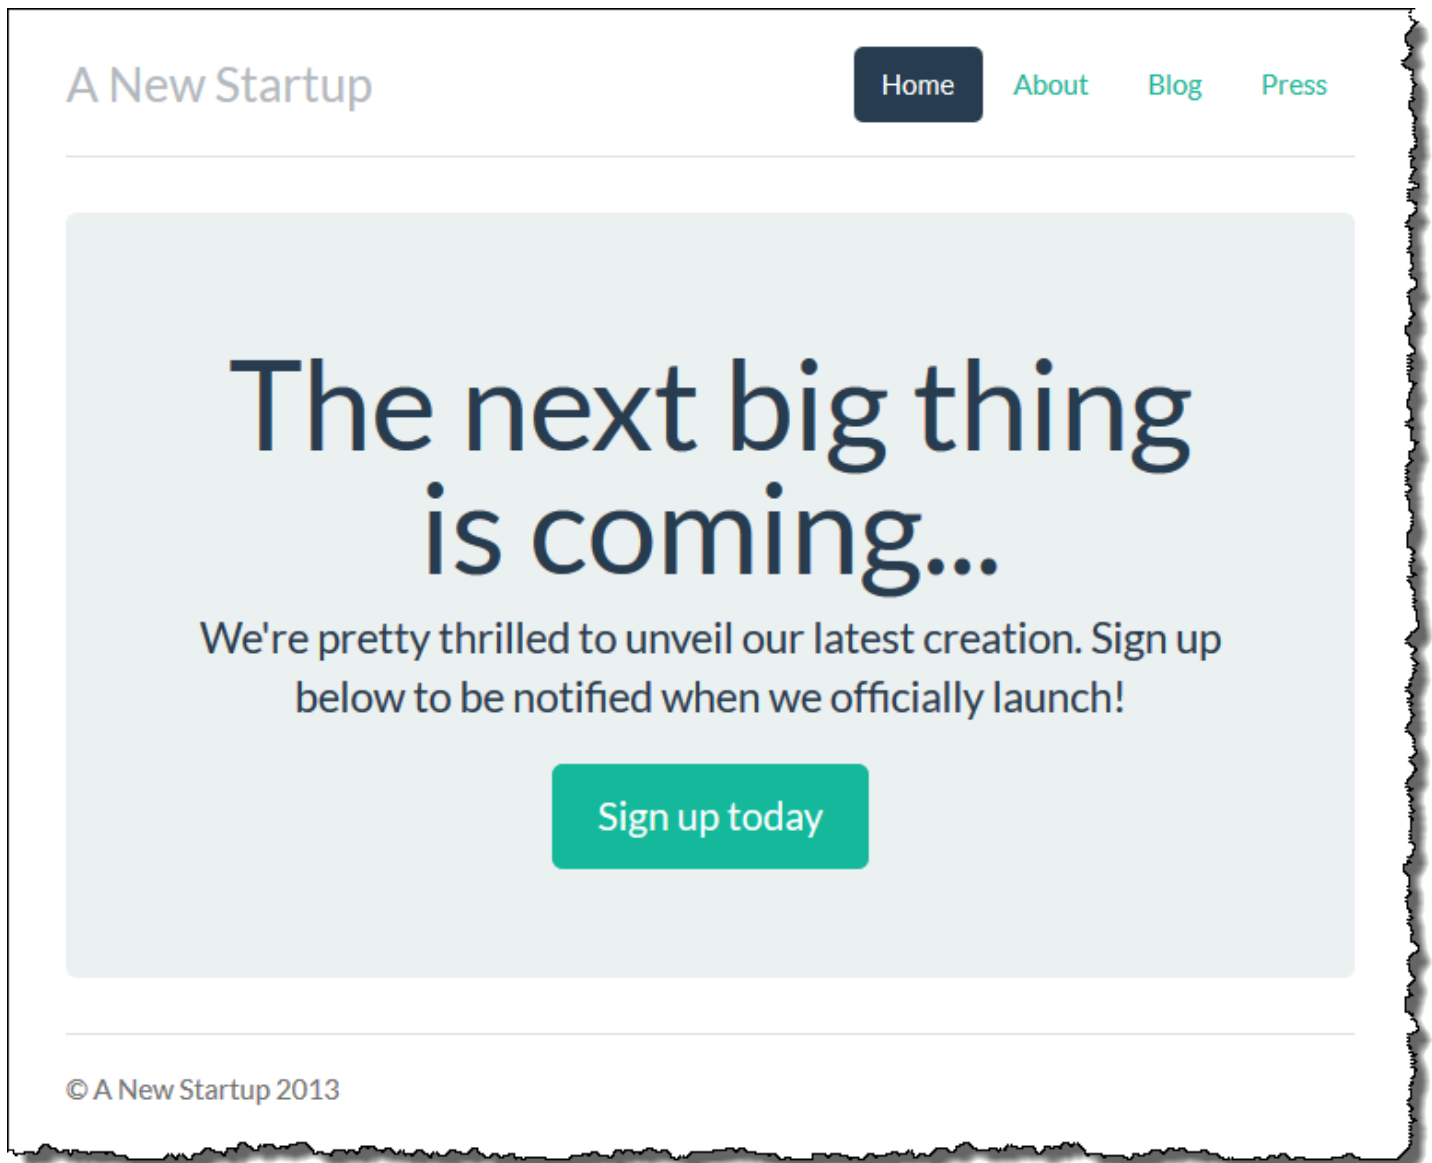 A New Startup
Home About Blog Press
The next big thing
is coming...
We're pretty thrilled to unveil our latest creation. Sign up
below to be notified when we officially launch!
Sign up today
© A New Startup 2013